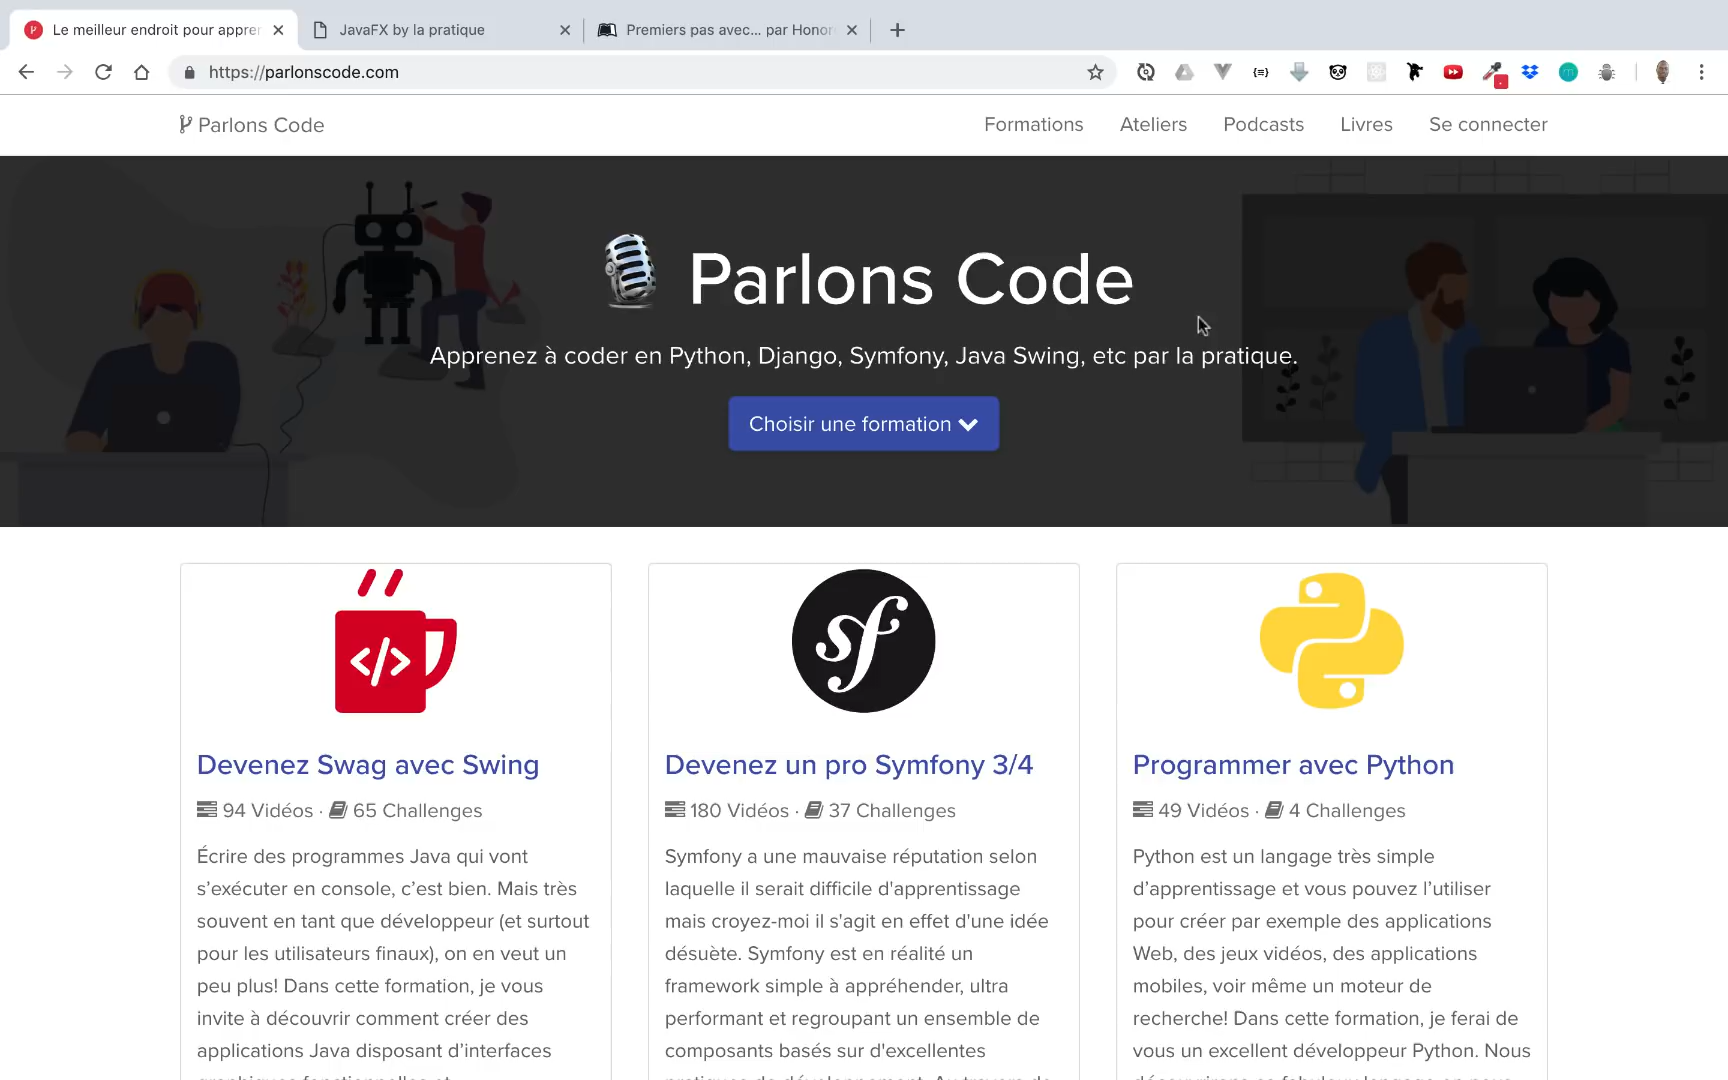 Le meilleur endroit pour apprer
JavaFX by la pratique
Premiers pas avec… par Honor
https://parlonscode.com
Parlons Code
Formations
Ateliers
Podcasts
Livres
Se connecter
Parlons Code
Apprenez à coder en Python, Django, Symfony, Java Swing, etc par la pratique.
Choisir une formation
</>
sf
Devenez Swag avec Swing
94 Vidéos · 65 Challenges
Écrire des programmes Java qui vont
s’exécuter en console, c’est bien. Mais très
souvent en tant que développeur (et surtout
pour les utilisateurs finaux), on en veut un
peu plus! Dans cette formation, je vous
invite à découvrir comment créer des
applications Java disposant d’interfaces
Devenez un pro Symfony 3/4
180 Vidéos · 37 Challenges
Symfony a une mauvaise réputation selon
laquelle il serait difficile d'apprentissage
mais croyez-moi il s'agit en effet d'une idée
désuète. Symfony est en réalité un
framework simple à appréhender, ultra
performant et regroupant un ensemble de
composants basés sur d'excellentes
Programmer avec Python
49 Vidéos · 4 Challenges
Python est un langage très simple
d’apprentissage et vous pouvez l’utiliser
pour créer par exemple des applications
Web, des jeux vidéos, des applications
mobiles, voir même un moteur de
recherche! Dans cette formation, je ferai de
vous un excellent développeur Python. Nous